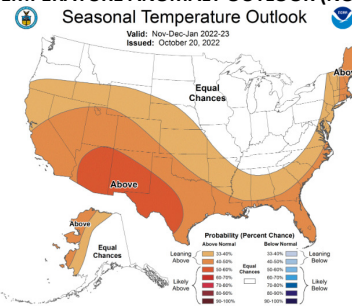 Seasonal Temperature Outlook
Valid: Nov-Dec-Jan 2022-23
Issued: October 20, 2022
Equal
Chances
Above
Above
Equal
Chances
Probability (Percent Chance)
Above Normal
Below Normal
Leaning
Above
Likely
Above
33-40%
40-50%
50-60%
60-70%
70-80%
80-90%
90-100%
Equal
Chances
33-40%
40-50%
50-60%
60-70%
70-80%
80-90%
90-100%
Leaning
Below
Likely
Below